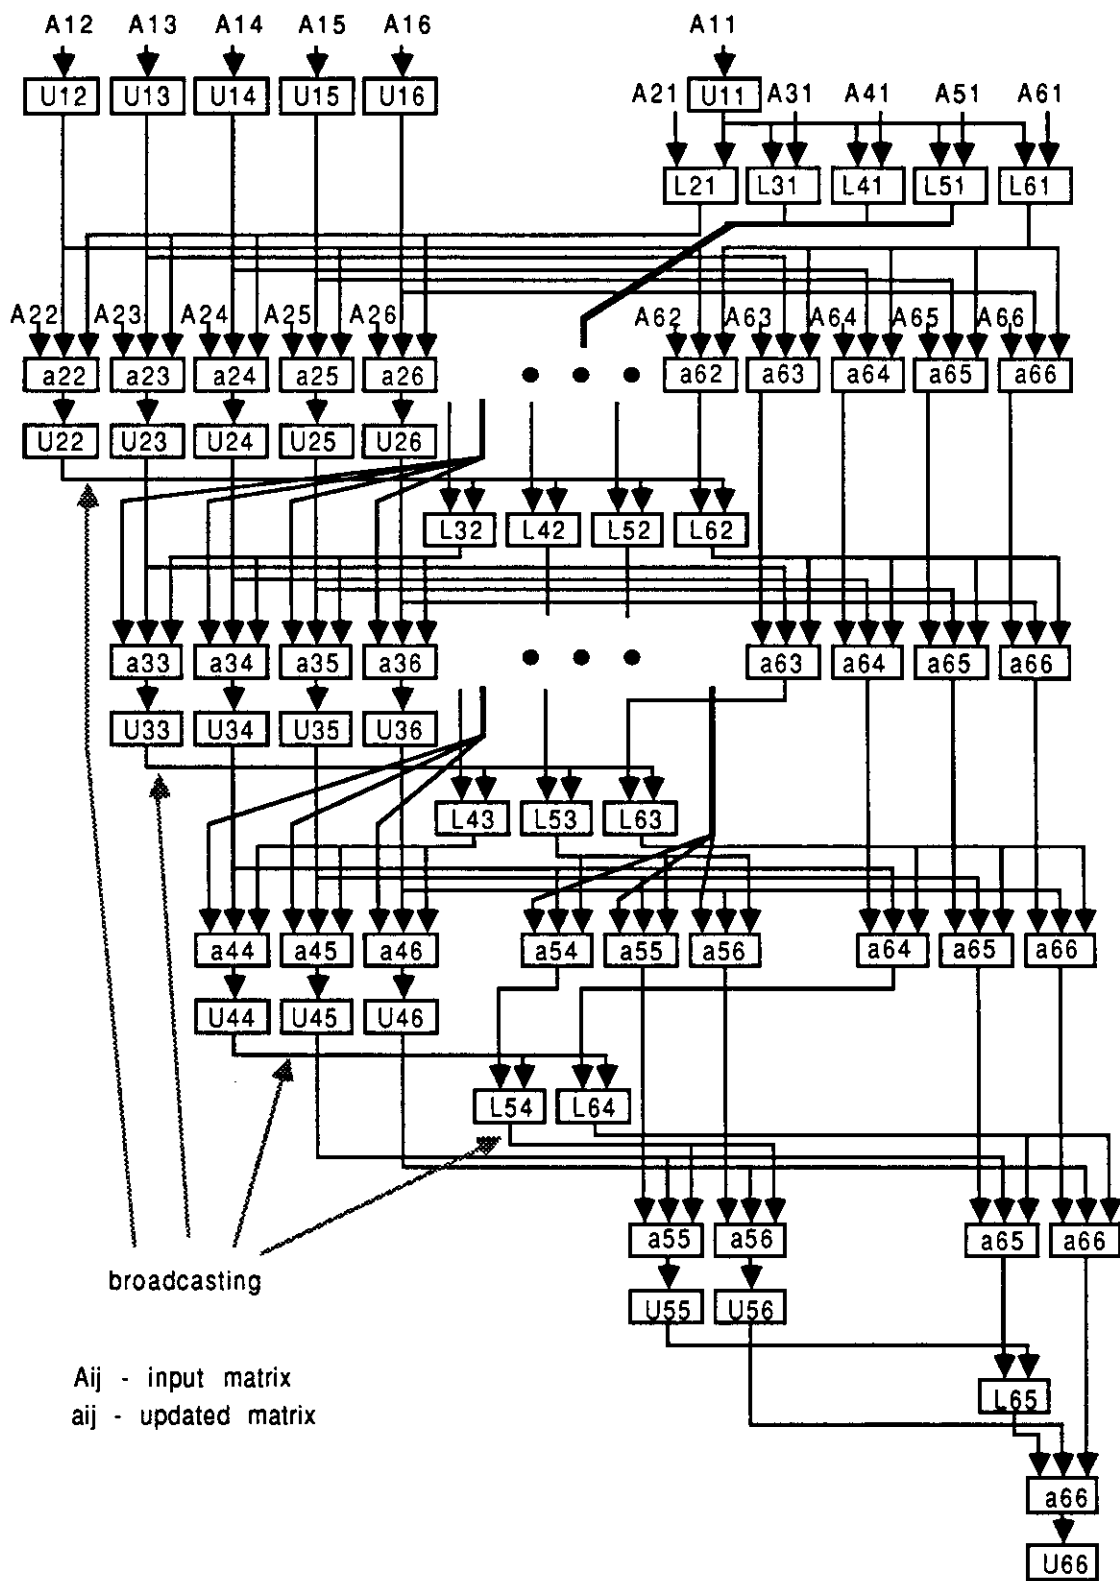 A12 A13 A14 A15 A16 A11
U12 U13 U14 U15 U16 A21 U11 A31 A41 A51 A61
L21 L31 L41 L51 L61
A22 A23 A24 A25 A26 A62 A63 A64 A65 A66
a22 a23 a24 a25 a26 a62 a63 a64 a65 a66
U22 U23 U24 U25 U26
L32 L42 L52 L62
a33 a34 a35 a36 a63 a64 a65 a66
U33 U34 U35 U36
L43 L53 L63
a44 a45 a46 a54 a55 a56 a64 a65 a66
U44 U45 U46
L54 L64
a55 a56 a65 a66
broadcasting
U55 U56
Aij - input matrix
L65
aij - updated matrix
a66
U66